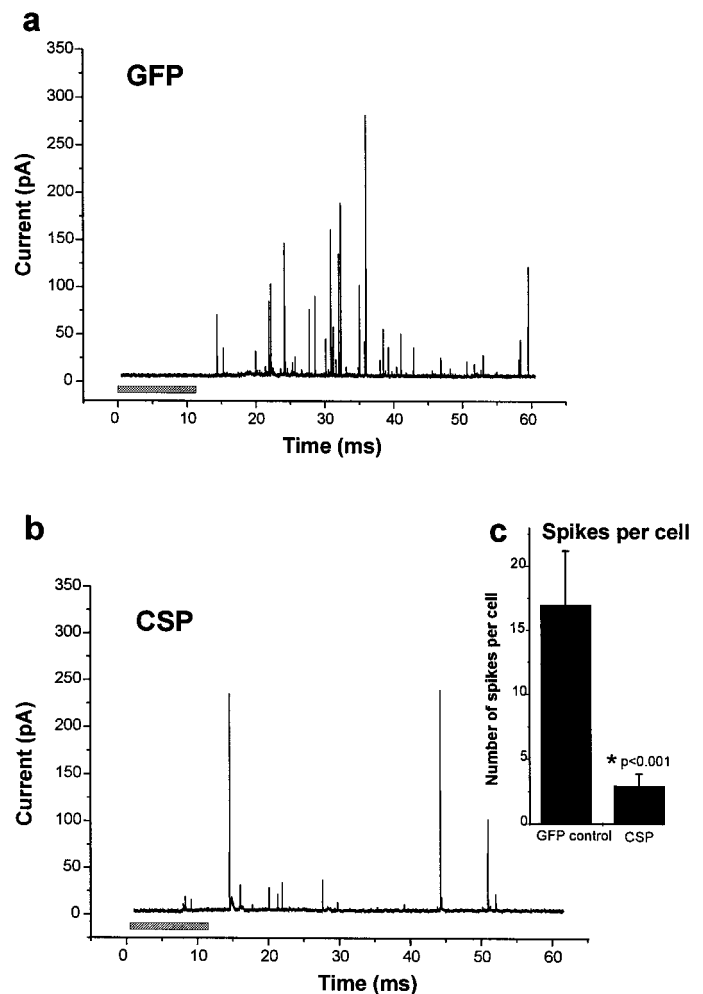 a
350
300
250
200
150
100
50
0
GFP
Current (pA)
0 10 20 30 40 50 60
Time (ms)
b
350
300
250
200
150
100
50
0
CSP
Current (pA)
0 10 20 30 40 50 60
Time (ms)
c Spikes per cell
20
15
10
5
0
Number of spikes per cell
* p<0.001
GFP control CSP